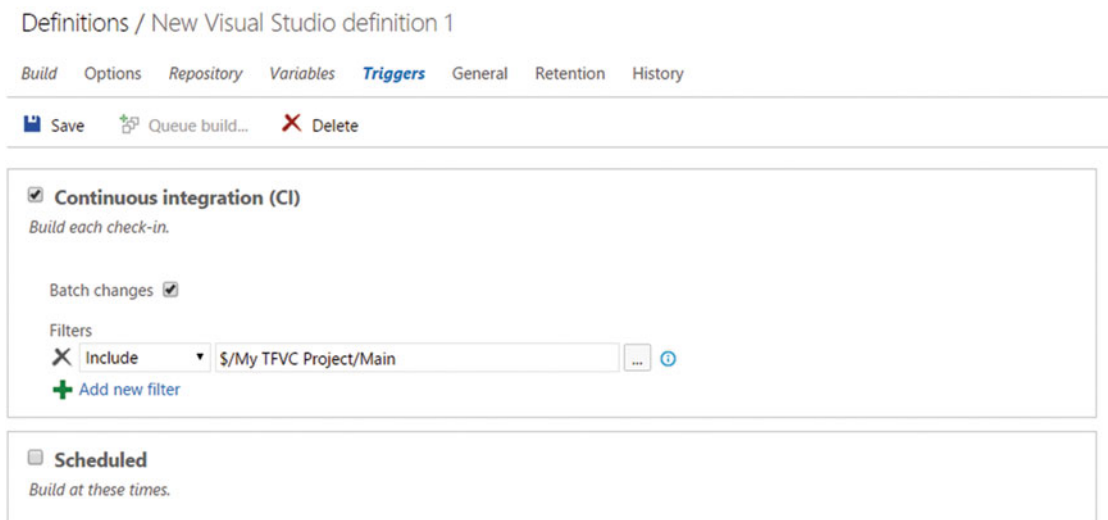 Definitions / New Visual Studio definition 1
Build Options Repository Variables Triggers General Retention History
Save Queue build... Delete
Continuous integration (CI)
Build each check-in.
Batch changes
Filters
Include $/My TFVC Project/Main ...
Add new filter
Scheduled
Build at these times.